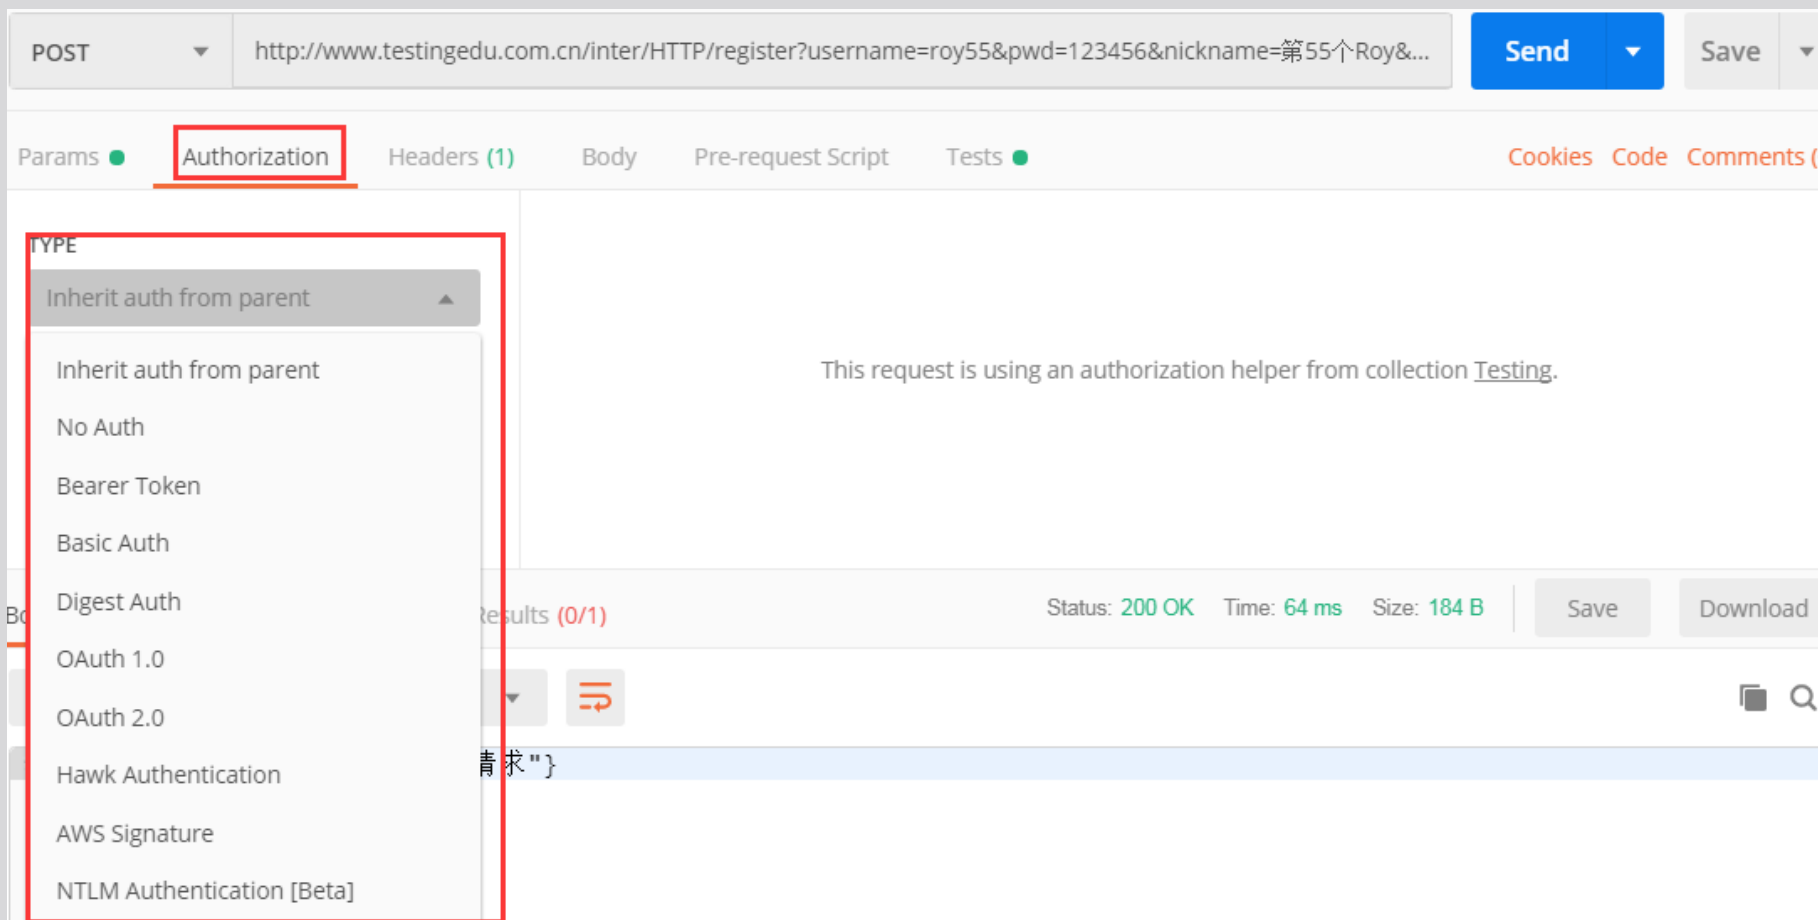 POST http://www.testingedu.com.cn/inter/HTTP/register?username=roy55&pwd=123456&nickname=第55个Roy&... Send Save
Params Authorization Headers (1) Body Pre-request Script Tests Cookies Code Comments (
TYPE
Inherit auth from parent
Inherit auth from parent
This request is using an authorization helper from collection Testing.
No Auth
Bearer Token
Basic Auth
Digest Auth
Results (0/1) Status: 200 OK Time: 64 ms Size: 184 B Save Download
OAuth 1.0
OAuth 2.0
Hawk Authentication
请求"}
AWS Signature
NTLM Authentication [Beta]